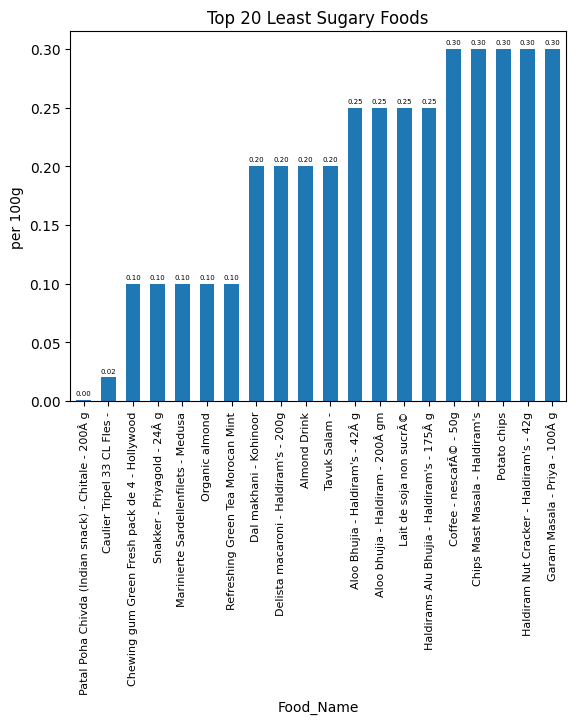 Top 20 Least Sugary Foods
per 100g
0.30
0.25
0.20
0.15
0.10
0.05
0.00
0.00
0.02
0.10
0.10
0.10
0.10
0.10
0.20
0.20
0.20
0.20
0.25
0.25
0.25
0.25
0.30
0.30
0.30
0.30
0.30
Patal Poha Chivda (Indian snack) - Chitale - 200Â g
Caulier Tripel 33 CL Fles -
Chewing gum Green Fresh pack de 4 - Hollywood
Snakker - Priyagold - 24Â g
Marinierte Sardellenfilets - Medusa
Organic almond
Refreshing Green Tea Morocan Mint
Dal makhani - Kohinoor
Delista macaroni - Haldiram's - 200g
Almond Drink
Tavuk Salam -
Aloo Bhujia - Haldiram's - 42Â g
Aloo bhujia - Haldiram - 200Â gm
Lait de soja non sucrÃ©
Haldirams Alu Bhujia - Haldiram's - 175Â g
Coffee - nescafÃ© - 50g
Chips Mast Masala - Haldiram's
Potato chips
Haldiram Nut Cracker - Haldiram's - 42g
Garam Masala - Priya - 100Â g
Food_Name